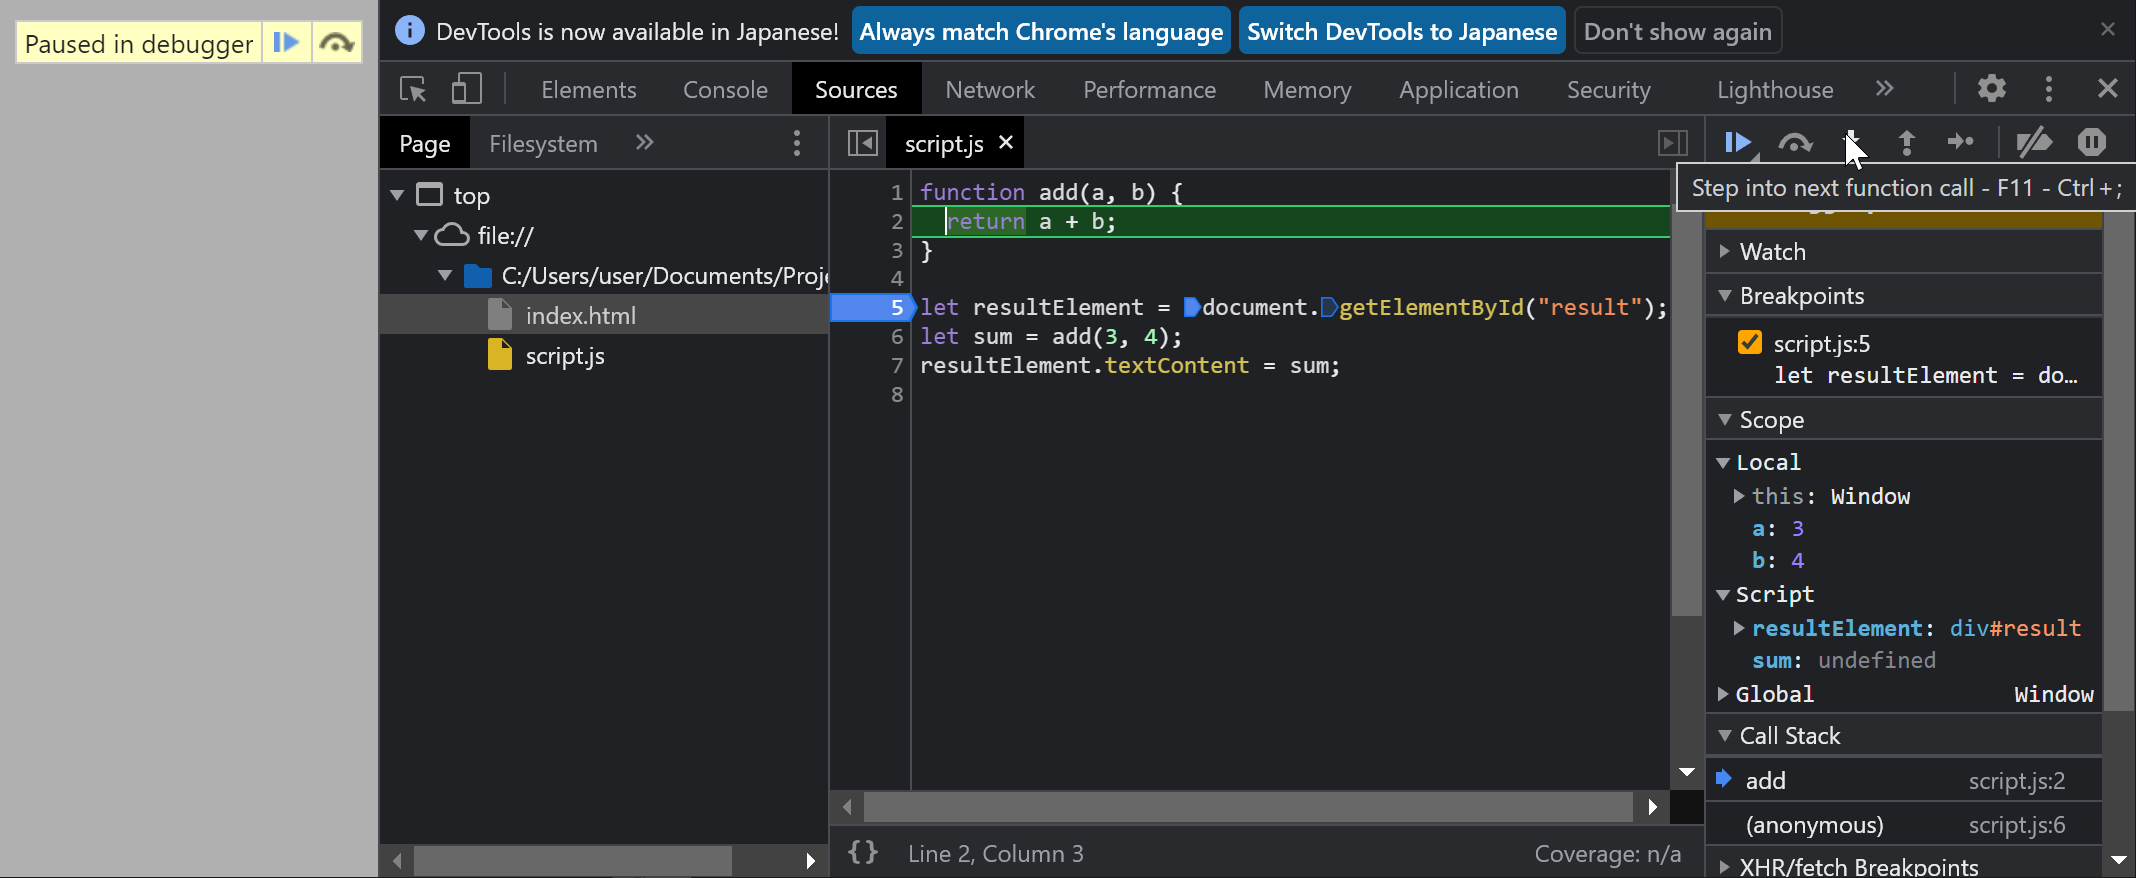 Paused in debugger
DevTools is now available in Japanese! Always match Chrome's language Switch DevTools to Japanese Don't show again
Elements Console Sources Network Performance Memory Application Security Lighthouse
Page Filesystem
script.js
Step into next function call - F11 - Ctrl + ;
top
file://
C:/Users/user/Documents/Proje
index.html
script.js
1 function add(a, b) {
2 return a + b;
3 }
4
5 let resultElement = document.getElementById("result");
6 let sum = add(3, 4);
7 resultElement.textContent = sum;
8
{} Line 2, Column 3 Coverage: n/a
Watch
Breakpoints
script.js:5
let resultElement = do…
Scope
Local
this: Window
a: 3
b: 4
Script
resultElement: div#result
sum: undefined
Global Window
Call Stack
add script.js:2
(anonymous) script.js:6
XHR/fetch Breakpoints